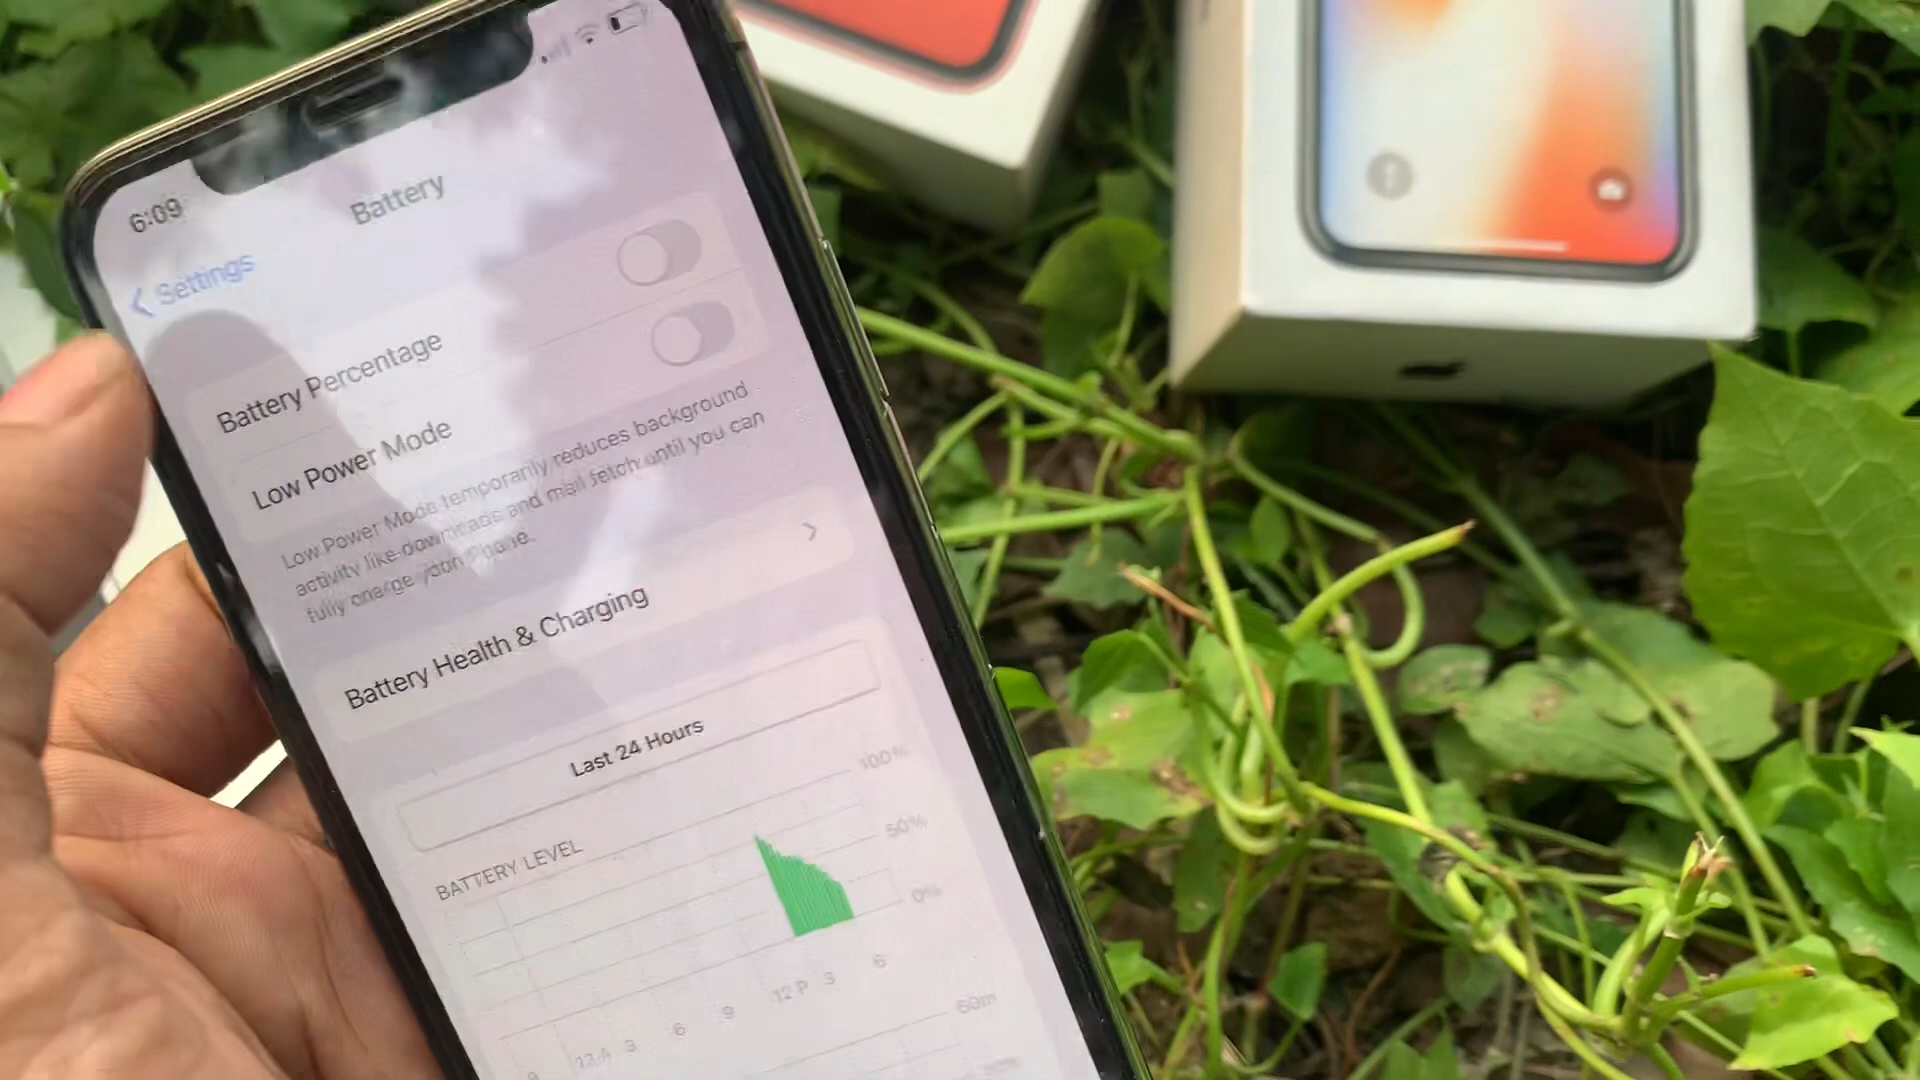 6:09
Battery
Settings
Battery Percentage
Low Power Mode
Low Power Mode temporarily reduces background
activity like downloads and mail fetch until you can
fully charge your iPhone.
Battery Health & Charging
Last 24 Hours
BATTERY LEVEL
100%
50%
0%
12 A 3 6 9 12 P 3 6
60m